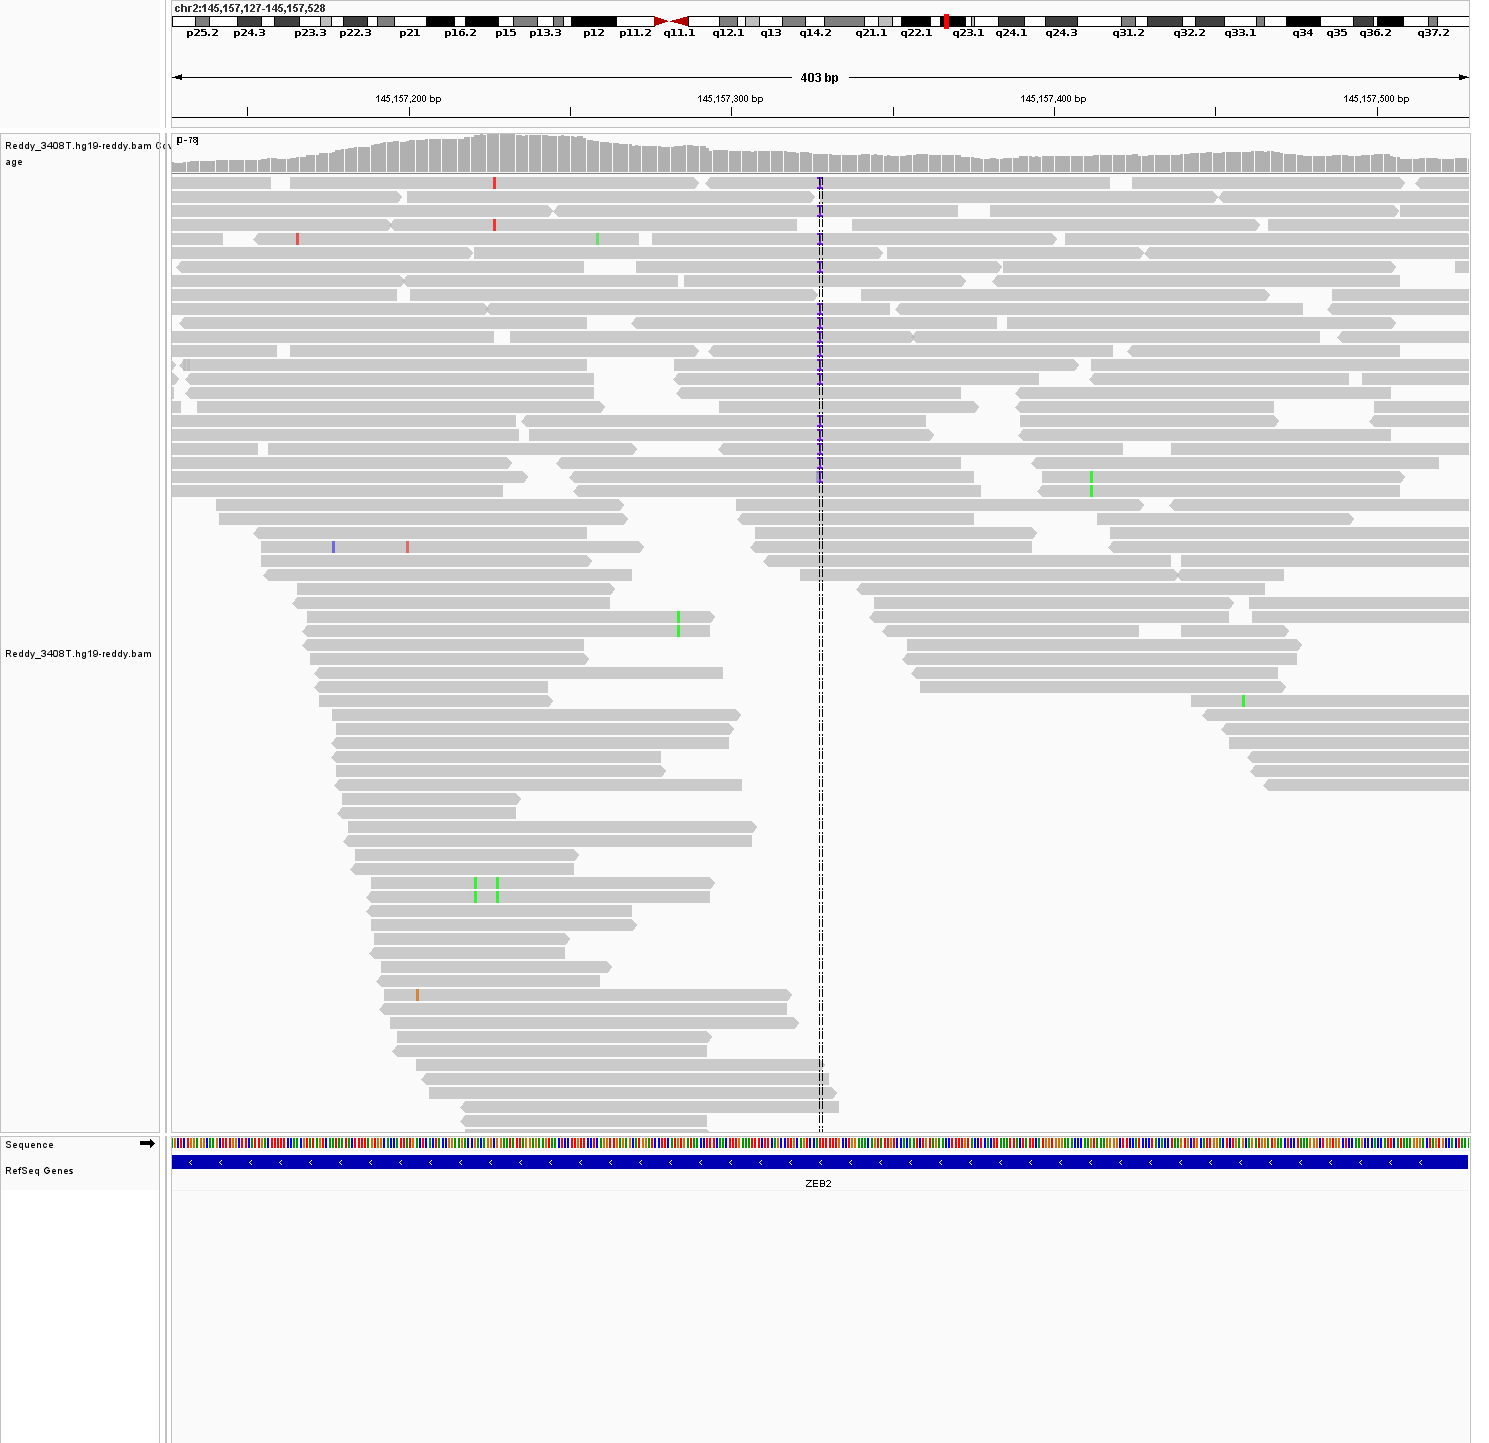 chr2:145,157,127-145,157,528
p25.2 p24.3 p23.3 p22.3 p21 p16.2 p15 p13.3 p12 p11.2 q11.1 q12.1 q13 q14.2 q21.1 q22.1 q23.1 q24.1 q24.3 q31.2 q32.2 q33.1 q34 q35 q36.2 q37.2
403 bp
145,157,200 bp 145,157,300 bp 145,157,400 bp 145,157,500 bp
[0-78]
Reddy_3408T.hg19-reddy.bam Cov
age
Reddy_3408T.hg19-reddy.bam
Sequence
RefSeq Genes
ZEB2